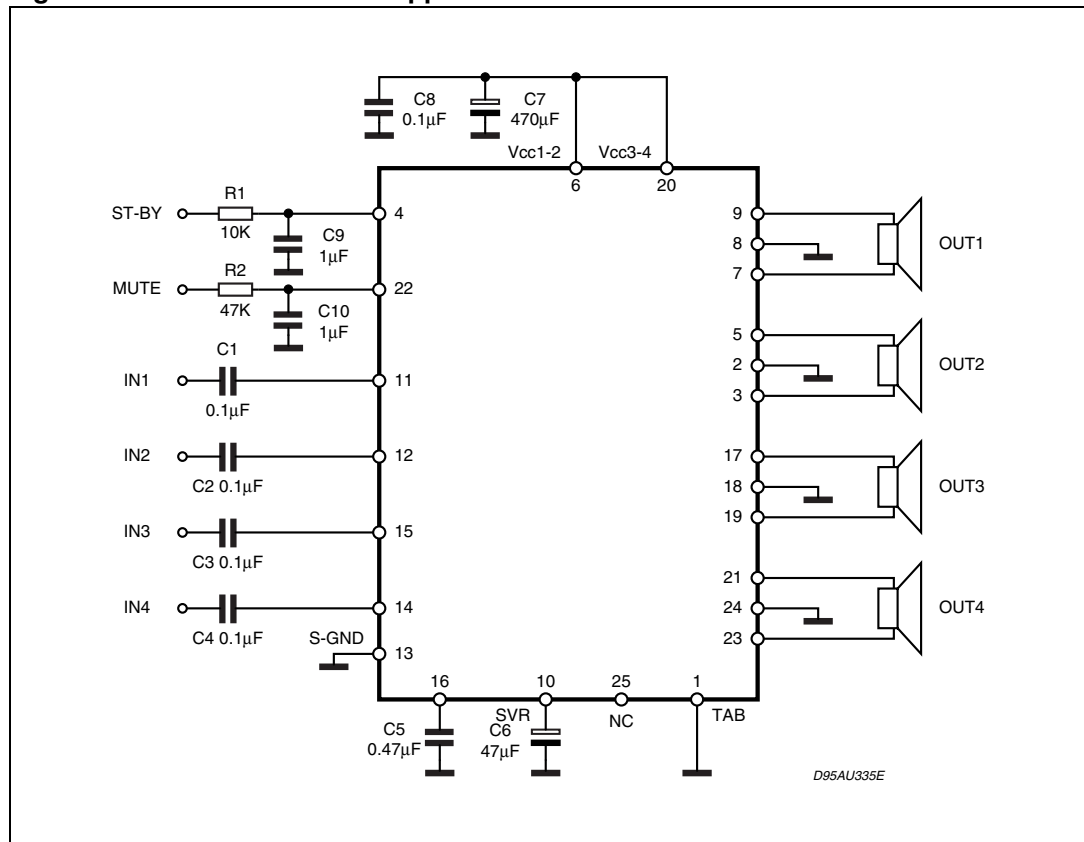 C8
0.1µF
C7
470µF
Vcc1-2
Vcc3-4
6
20
ST-BY
R1
10K
4
C9
1µF
MUTE
R2
47K
22
C10
1µF
IN1
C1
0.1µF
11
IN2
C2 0.1µF
12
IN3
C3 0.1µF
15
IN4
C4 0.1µF
14
S-GND
13
9
8
7
OUT1
5
2
3
OUT2
17
18
19
OUT3
21
24
23
OUT4
16
10
25
1
C5
0.47µF
SVR
C6
47µF
NC
TAB
D95AU335E